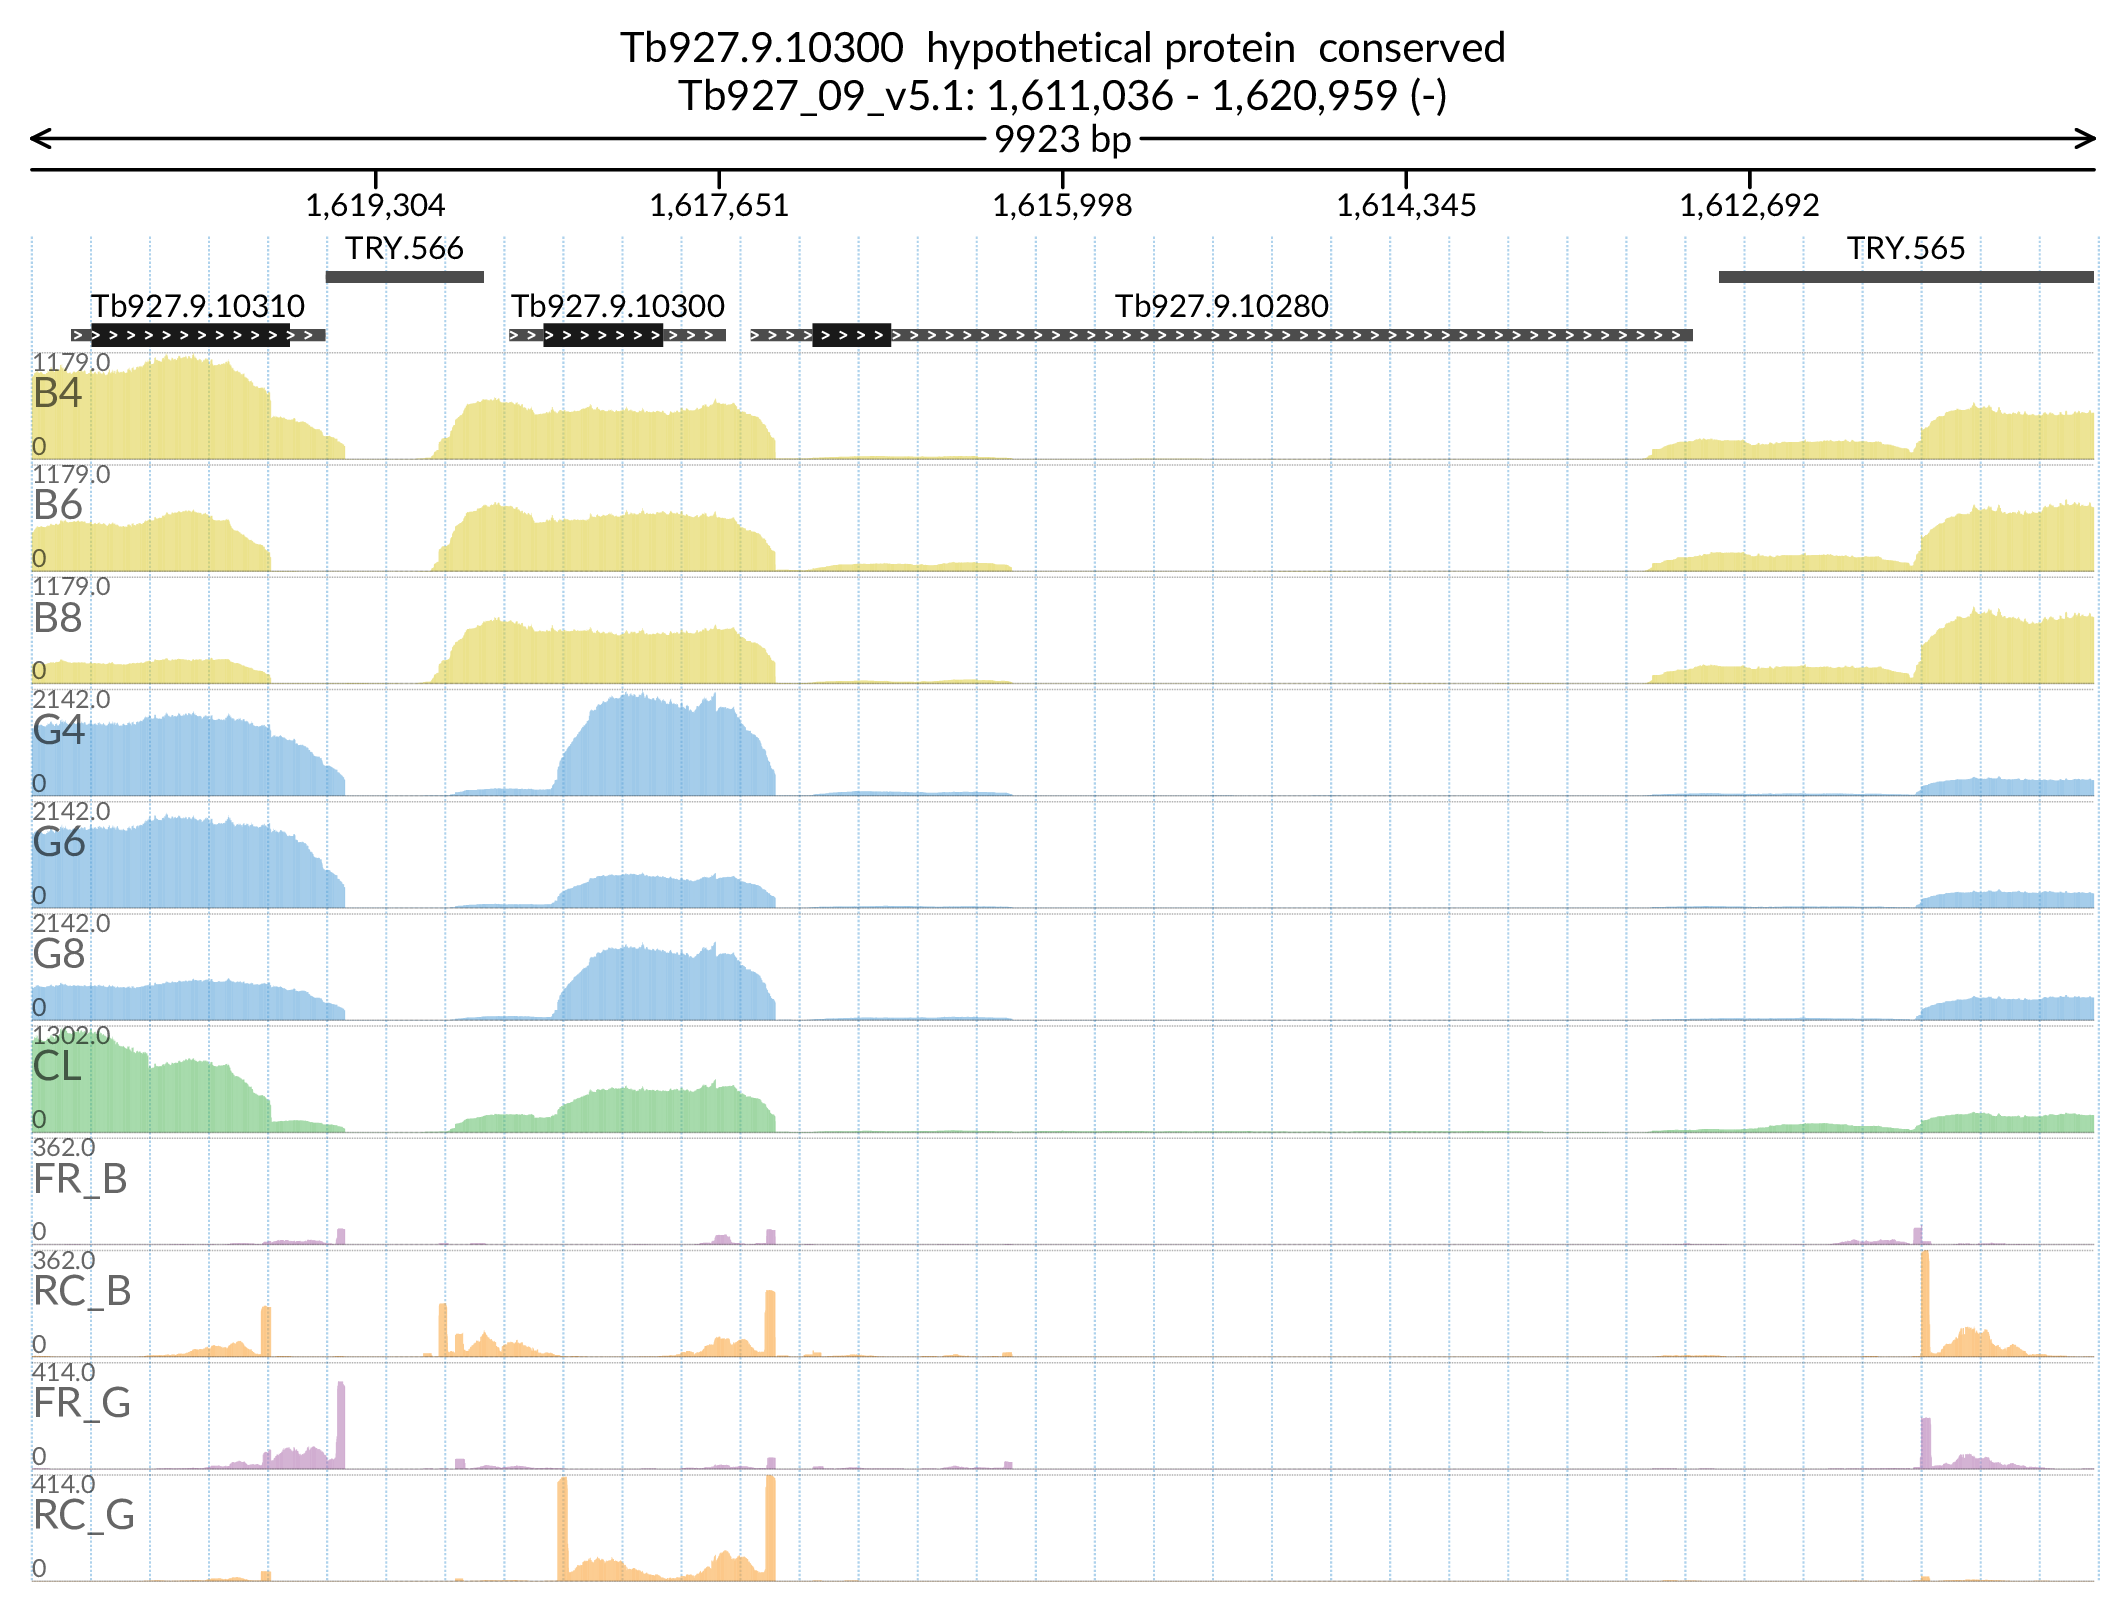 Tb927.9.10300  hypothetical protein  conserved
Tb927_09_v5.1: 1,611,036 - 1,620,959 (-)
9923 bp
1,619,304 1,617,651 1,615,998 1,614,345 1,612,692
TRY.566 TRY.565
Tb927.9.10310 Tb927.9.10300 Tb927.9.10280
1179.0
B4
0
1179.0
B6
0
1179.0
B8
0
2142.0
G4
0
2142.0
G6
0
2142.0
G8
0
1302.0
CL
0
362.0
FR_B
0
362.0
RC_B
0
414.0
FR_G
0
414.0
RC_G
0